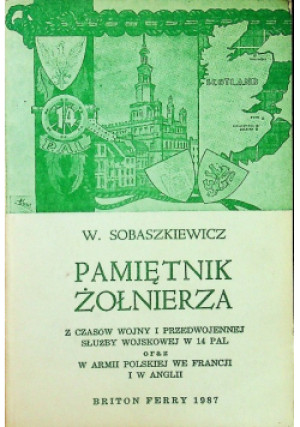 SCOTLAND
14
PAL
W. SOBASZKIEWICZ
PAMIĘTNIK
ŻOŁNIERZA
Z CZASÓW WOJNY I PRZEDWOJENNEJ
SŁUŻBY WOJSKOWEJ W 14 PAL
oraz
W ARMII POLSKIEJ WE FRANCJI
I W ANGLII
BRITON FERRY 1987